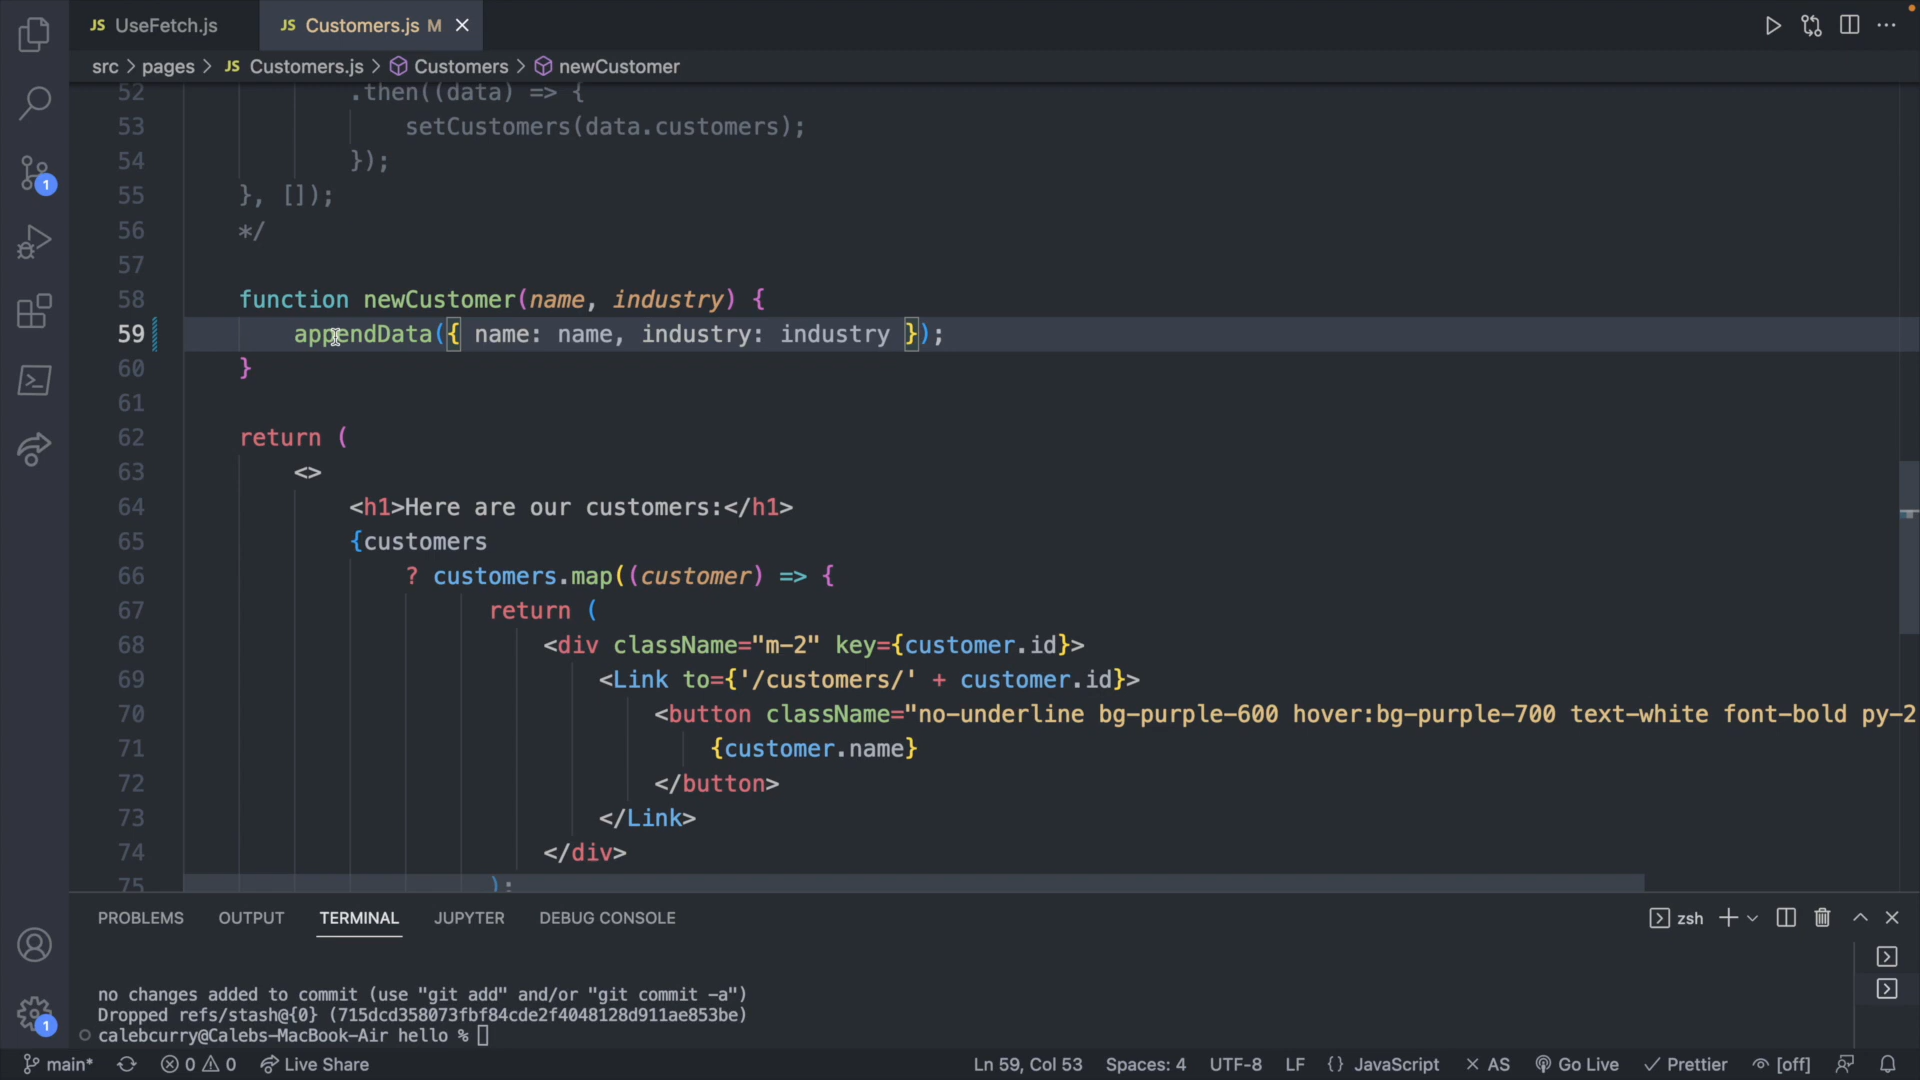 JS UseFetch.js JS Customers.js M
src > pages > JS Customers.js > Customers > newCustomer
52 .then((data) => {
53 setCustomers(data.customers);
54 });
55 }, []);
56 */
57
58 function newCustomer(name, industry) {
59 appendData({ name: name, industry: industry });
60 }
61
62 return (
63 <>
64 <h1>Here are our customers:</h1>
65 {customers
66 ? customers.map((customer) => {
67 return (
68 <div className="m-2" key={customer.id}>
69 <Link to={'/customers/' + customer.id}>
70 <button className="no-underline bg-purple-600 hover:bg-purple-700 text-white font-bold py-2
71 {customer.name}
72 </button>
73 </Link>
74 </div>
75 );
PROBLEMS OUTPUT TERMINAL JUPYTER DEBUG CONSOLE zsh
no changes added to commit (use "git add" and/or "git commit -a")
Dropped refs/stash@{0} (715dcd358073fbf84cde2f4048128d911ae853be)
calebcurry@Calebs-MacBook-Air hello %
1
1
main* 0 0 Live Share Ln 59, Col 53 Spaces: 4 UTF-8 LF {} JavaScript AS Go Live Prettier [off]